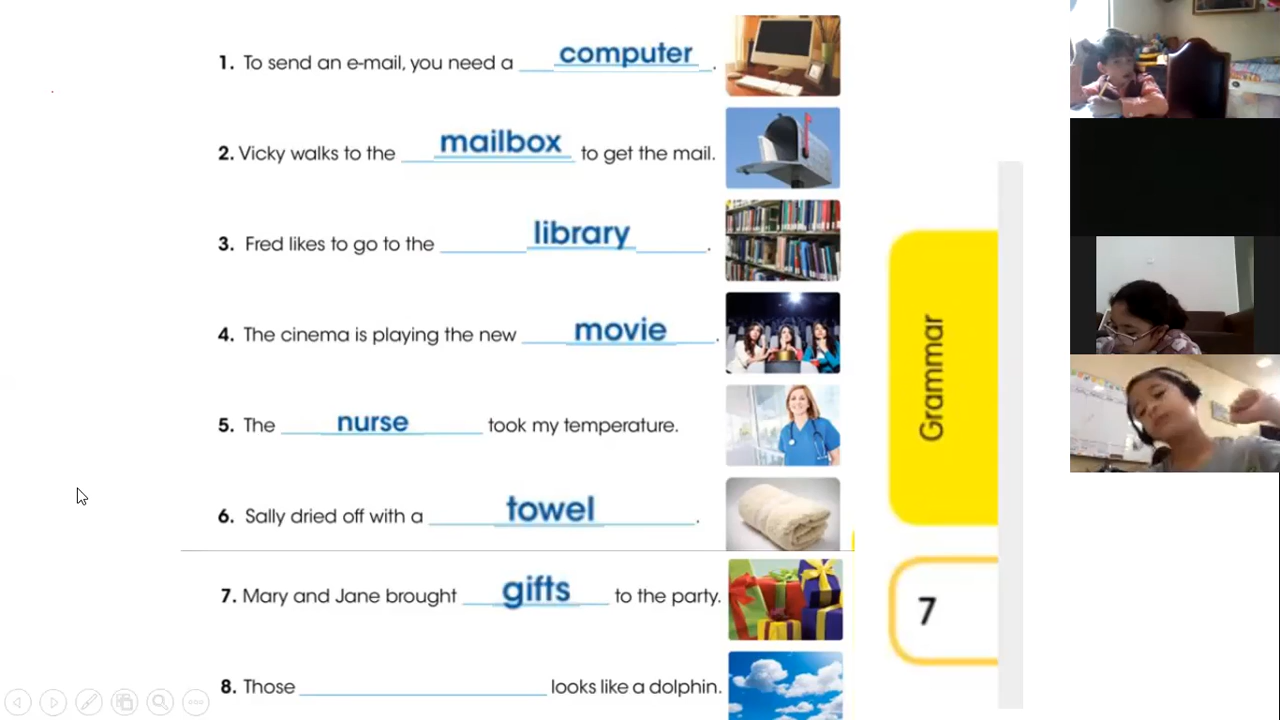 1. To send an e-mail, you need a computer.
2. Vicky walks to the mailbox to get the mail.
3. Fred likes to go to the library.
4. The cinema is playing the new movie.
5. The nurse took my temperature.
6. Sally dried off with a towel.
7. Mary and Jane brought gifts to the party.
8. Those ____ looks like a dolphin.
Grammar
7